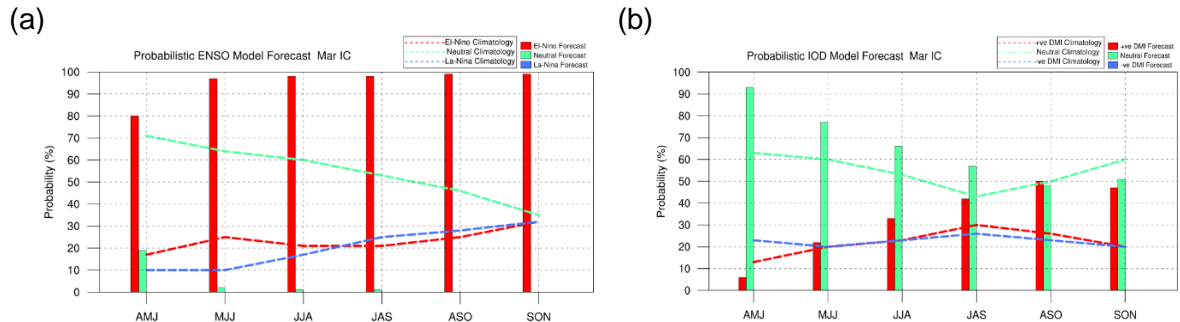 (a)
Probabilistic ENSO Model Forecast Mar IC
El-Nino Climatology
Neutral Climatology
La-Nina Climatology
El-Nino Forecast
Neutral Forecast
La-Nina Forecast
Probability (%)
100
90
80
70
60
50
40
30
20
10
0
AMJ MJJ JJA JAS ASO SON
(b)
Probabilistic IOD Model Forecast Mar IC
+ve DMI Climatology
Neutral Climatology
-ve DMI Climatology
+ve DMI Forecast
Neutral Forecast
-ve DMI Forecast
Probability (%)
100
90
80
70
60
50
40
30
20
10
0
AMJ MJJ JJA JAS ASO SON